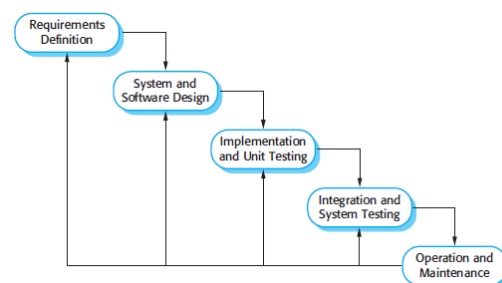 Requirements
Definition
System and
Software Design
Implementation
and Unit Testing
Integration and
System Testing
Operation and
Maintenance